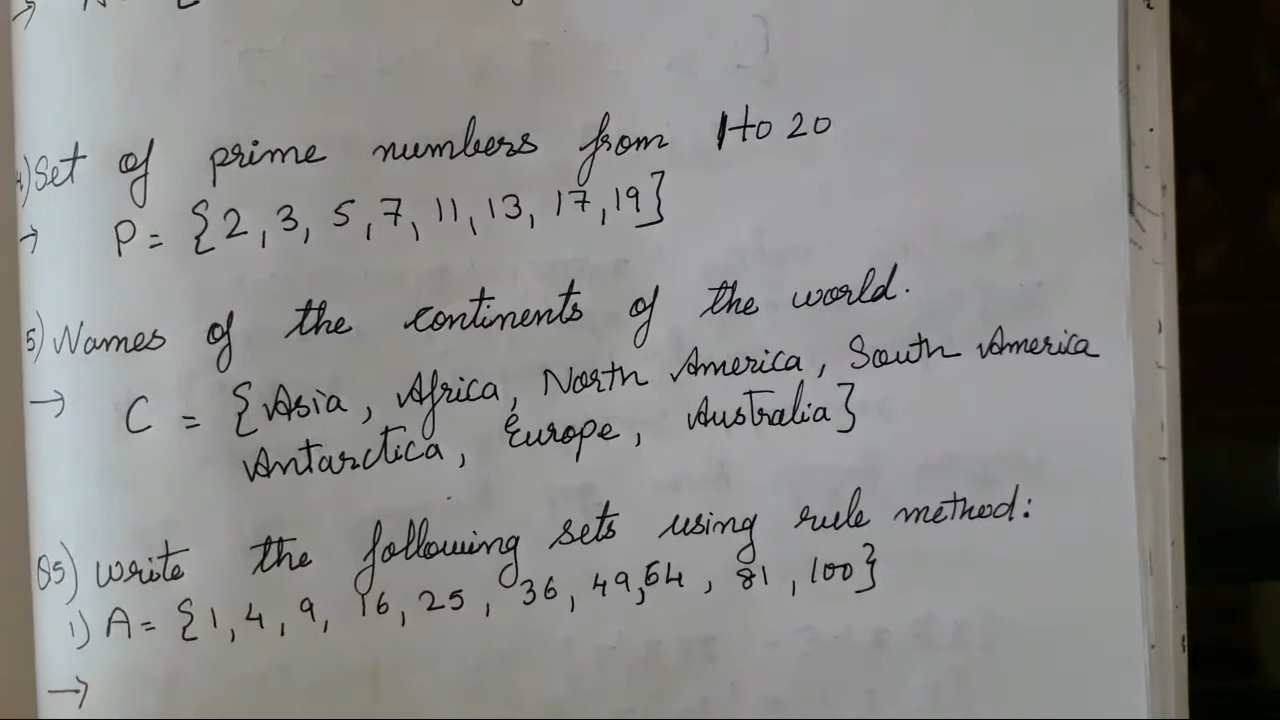 4) Set of prime numbers from 1 to 20
→ P = {2, 3, 5, 7, 11, 13, 17, 19}
5) Names of the continents of the world.
→ C = {Asia, Africa, North America, South America
Antarctica, Europe, Australia}
Q5) Write the following sets using rule method:
1) A = {1, 4, 9, 16, 25, 36, 49, 64, 81, 100}
→